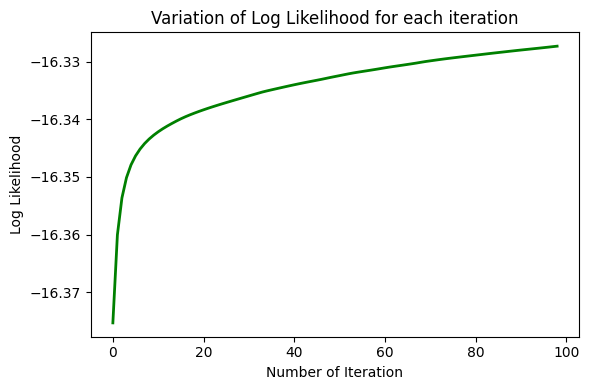 Variation of Log Likelihood for each iteration
−16.33
−16.34
−16.35
−16.36
−16.37
Log Likelihood
0 20 40 60 80 100
Number of Iteration